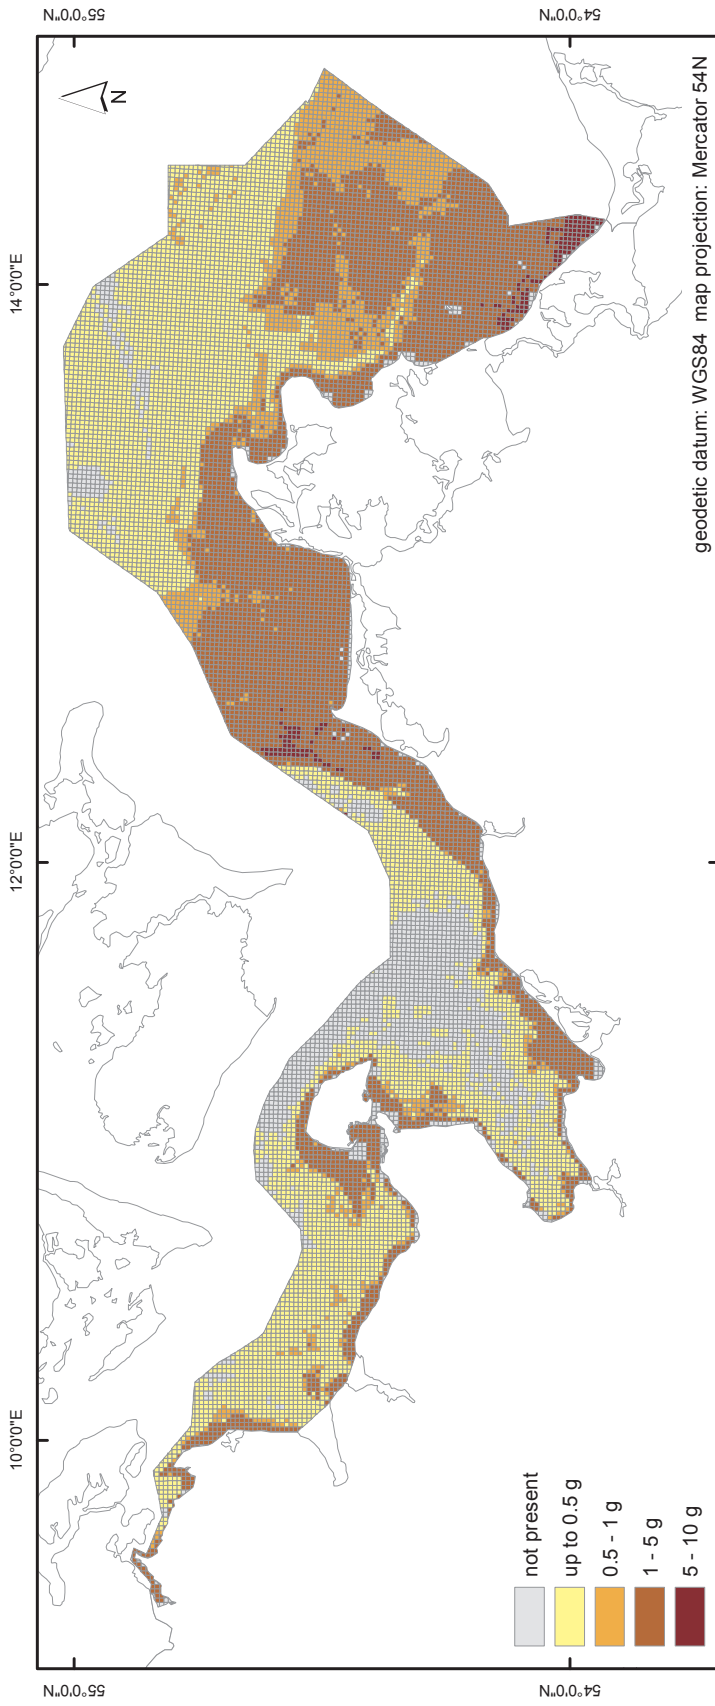 10°0'0"E
12°0'0"E
14°0'0"E
55°0'0"N
55°0'0"N
N
54°0'0"N
54°0'0"N
not present
up to 0.5 g
0.5 - 1 g
1 - 5 g
5 - 10 g
geodetic datum: WGS84 map projection: Mercator 54N